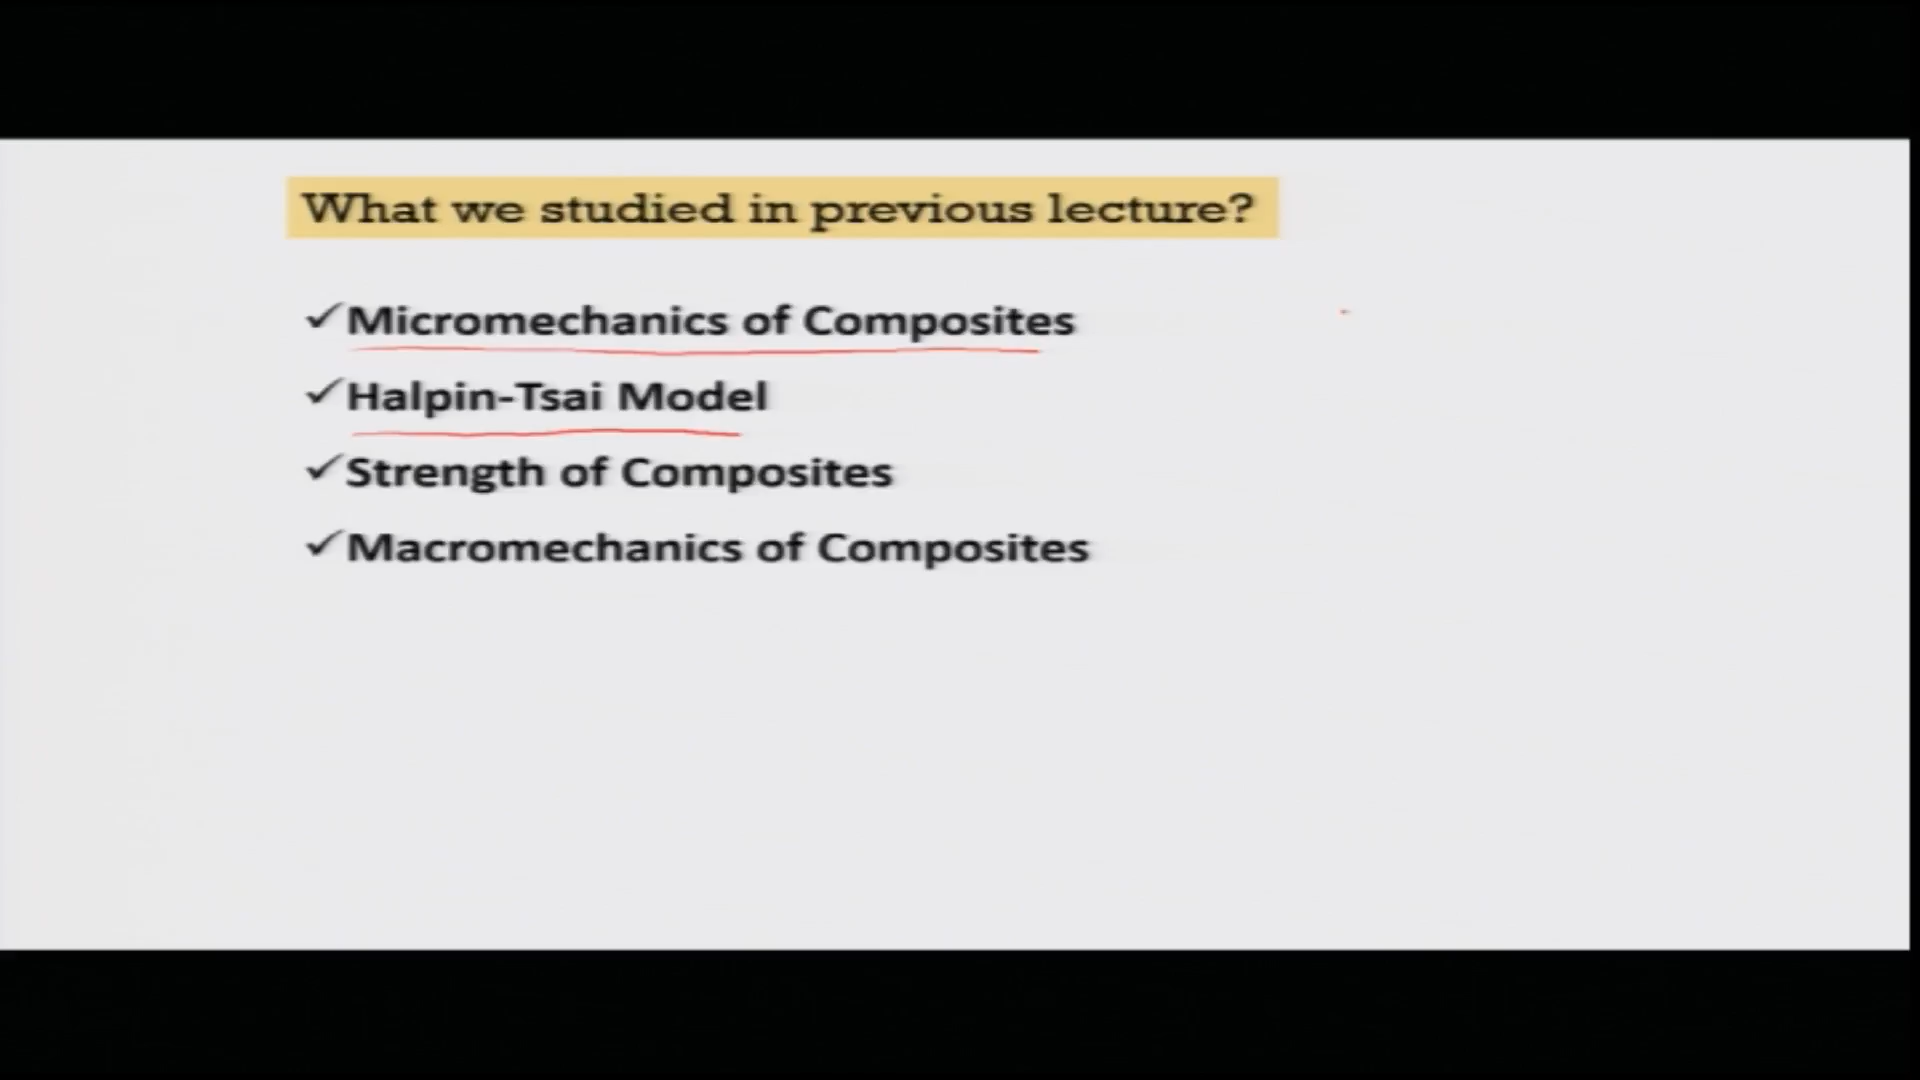 What we studied in previous lecture?
✓Micromechanics of Composites
✓Halpin-Tsai Model
✓Strength of Composites
✓Macromechanics of Composites